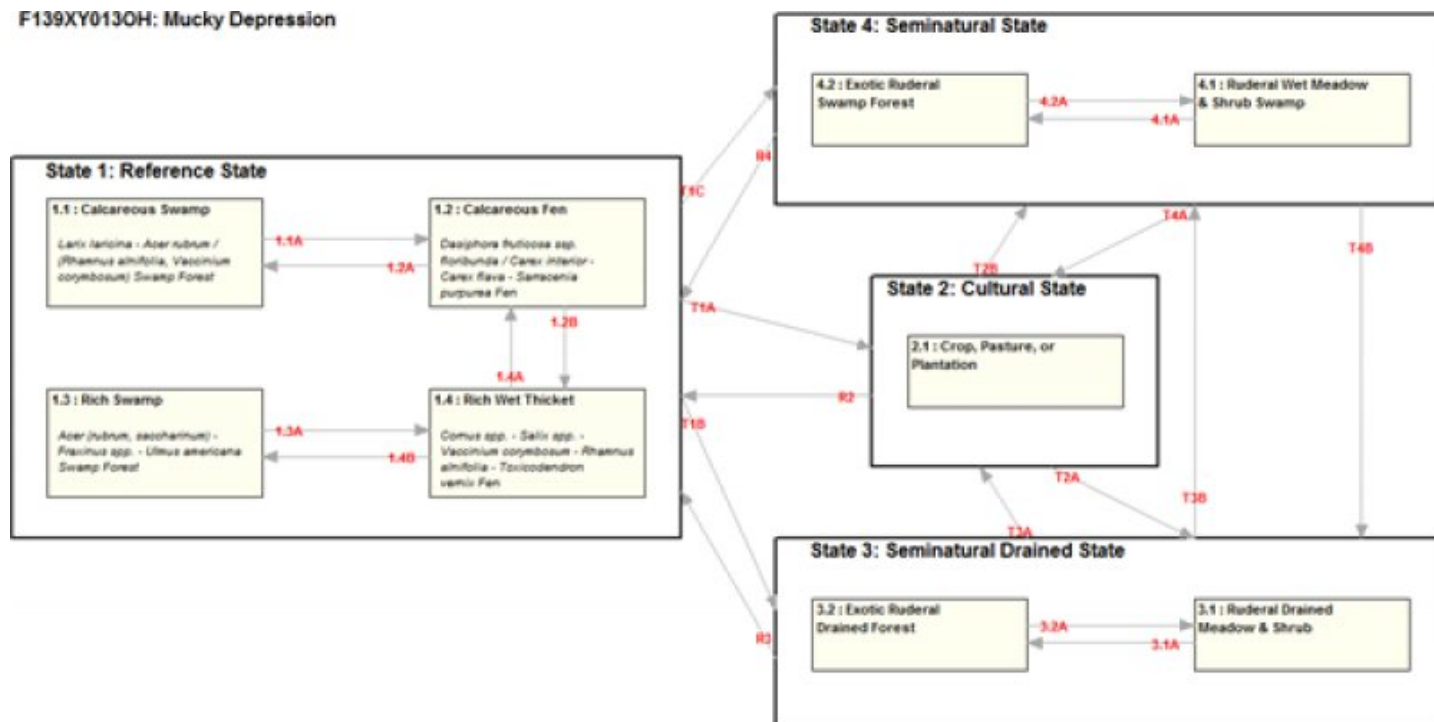 F139XY013OH: Mucky Depression
State 1: Reference State
1.1 : Calcareous Swamp
Larix laricina - Acer rubrum /
(Rhamnus alnifolia, Vaccinium
corymbosum) Swamp Forest
1.1A
1.2A
1.2 : Calcareous Fen
Dasiphora fruticosa ssp.
floribunda / Carex interior -
Carex flava - Sarracenia
purpurea Fen
1.2B
1.4A
1.3 : Rich Swamp
Acer (rubrum, saccharinum) -
Fraxinus spp. - Ulmus americana
Swamp Forest
1.3A
1.4B
1.4 : Rich Wet Thicket
Cornus spp. - Salix spp. -
Vaccinium corymbosum - Rhamnus
alnifolia - Toxicodendron
vernix Fen
T1C
R4
T1A
R2
T1B
R3
State 4: Seminatural State
4.2 : Exotic Ruderal
Swamp Forest
4.2A
4.1A
4.1 : Ruderal Wet Meadow
& Shrub Swamp
T2B
T4A
T4B
State 2: Cultural State
2.1 : Crop, Pasture, or
Plantation
T2A
T3A
T3B
State 3: Seminatural Drained State
3.2 : Exotic Ruderal
Drained Forest
3.2A
3.1A
3.1 : Ruderal Drained
Meadow & Shrub